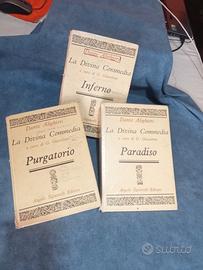 Dante Alighieri
La Divina Commedia
Inferno
Dante Alighieri
La Divina Commedia
Purgatorio
Angelo Signorelli Editore
Dante Alighieri
La Divina Commedia
Paradiso
Angelo Signorelli Editore
subito